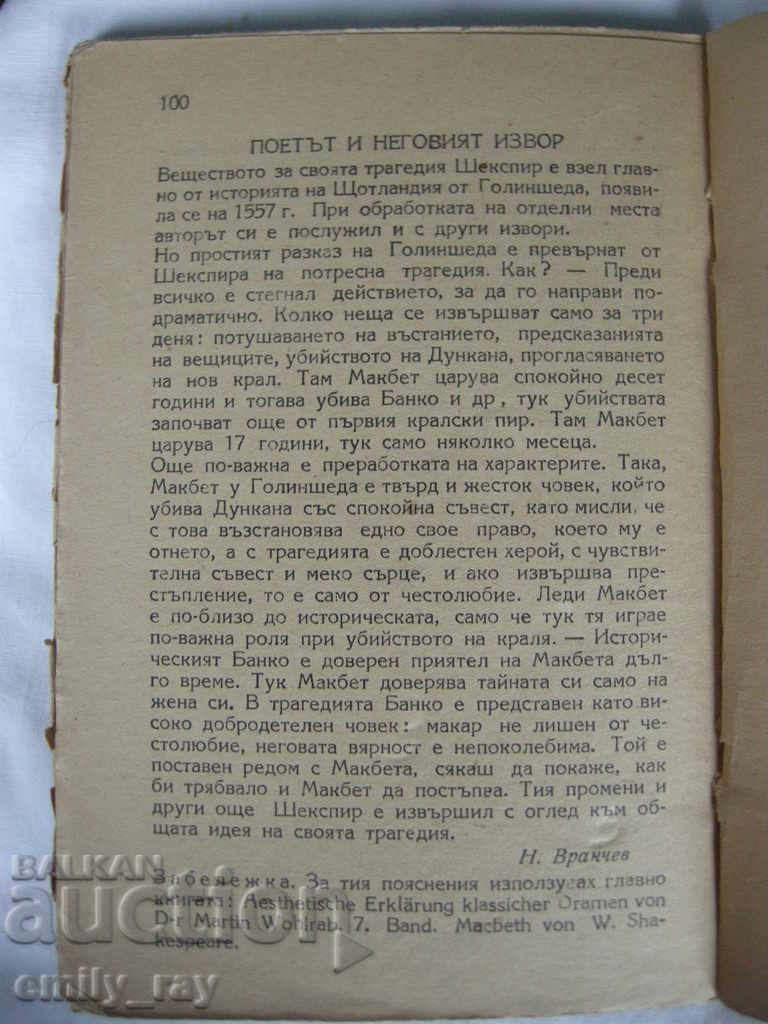 100
ПОЕТЪТ И НЕГОВИЯТ ИЗВОР
Веществото за своята трагедия Шекспир е взел глав-
но от историята на Щотландия от Голиншеда, появи-
ла се на 1557 г. При обработката на отделни места
авторът си е послужил и с други извори.
Но простият разказ на Голиншеда е превърнат от
Шекспира на потресна трагедия. Как? — Преди
всичко е стегнал действието, за да го направи по-
драматично. Колко неща се извършват само за три
деня: потушаването на въстанието, предсказанията
на вещиците, убийството на Дункана, прогласяването
на нов крал. Там Макбет царува спокойно десет
години и тогава убива Банко и др, тук убийствата
започват още от първия кралски пир. Там Макбет
царува 17 години, тук само няколко месеца.
Още по-важна е преработката на характерите. Така,
Макбет у Голиншеда е твърд и жесток човек, който
убива Дункана със спокойна съвест, като мисли, че
с това възстановява едно свое право, което му е
отнето, а с трагедията е доблестен херой, с чувстви-
телна съвест и меко сърце, и ако извършва пре-
стъпление, то е само от честолюбие. Леди Макбет
е по-близо до историческата, само че тук тя играе
по-важна роля при убийството на краля. — Истори-
ческият Банко е доверен приятел на Макбета дъл-
го време. Тук Макбет доверява тайната си само на
жена си. В трагедията Банко е представен като ви-
соко добродетелен човек: макар не лишен от че-
столюбие, неговата вярност е непоколебима. Той е
поставен редом с Макбета, сякаш да покаже, как
би трябвало и Макбет да постъпва. Тия промени и
други още Шекспир е извършил с оглед към об-
щата идея на своята трагедия.
Н. Вранчев
Забележка. За тия пояснения използувах главно
книгата: Aesthetische Erklärung klassicher Dramen von
D-r Martin Wohlrab. 7. Band. Macbeth von W. Sha-
kespeare.
BALKAN
auction
emily_ray